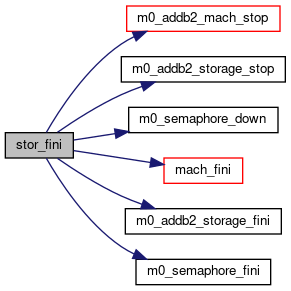 m0_addb2_mach_stop
m0_addb2_storage_stop
m0_semaphore_down
stor_fini
mach_fini
m0_addb2_storage_fini
m0_semaphore_fini